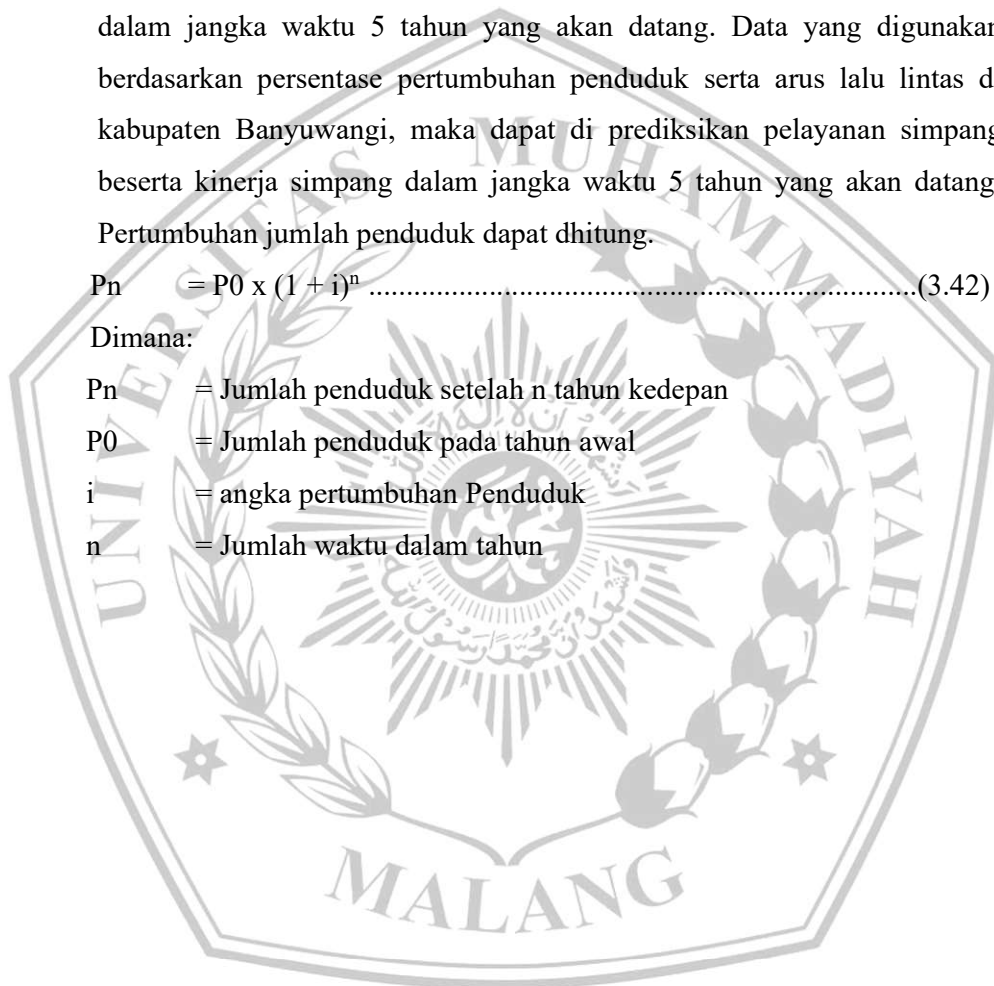 dalam jangka waktu 5 tahun yang akan datang. Data yang digunakan
berdasarkan persentase pertumbuhan penduduk serta arus lalu lintas d
kabupaten Banyuwangi, maka dapat di prediksikan pelayanan simpang
beserta kinerja simpang dalam jangka waktu 5 tahun yang akan datang
Pertumbuhan jumlah penduduk dapat dhitung.
Pn = P0 x (1 + i)ⁿ ..........................................................................(3.42)
Dimana:
Pn = Jumlah penduduk setelah n tahun kedepan
P0 = Jumlah penduduk pada tahun awal
i = angka pertumbuhan Penduduk
n = Jumlah waktu dalam tahun
UNIVERSITAS MUHAMMADIYAH
MALANG